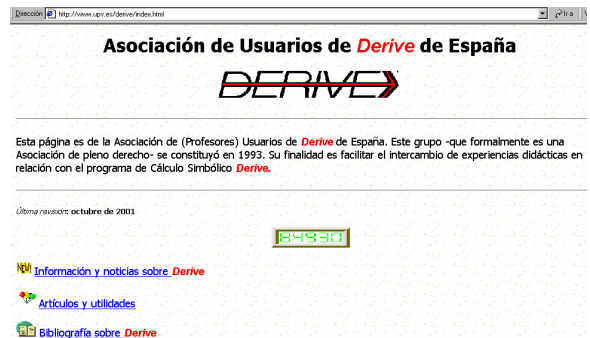 Dirección http://www.upv.es/derive/index.html Ir a
Asociación de Usuarios de Derive de España
DERIVE
Esta página es de la Asociación de (Profesores) Usuarios de Derive de España. Este grupo -que formalmente es una
Asociación de pleno derecho- se constituyó en 1993. Su finalidad es facilitar el intercambio de experiencias didácticas en
relación con el programa de Cálculo Simbólico Derive.
Última revisión: octubre de 2001
84930
NEW! Información y noticias sobre Derive
Artículos y utilidades
Bibliografía sobre Derive